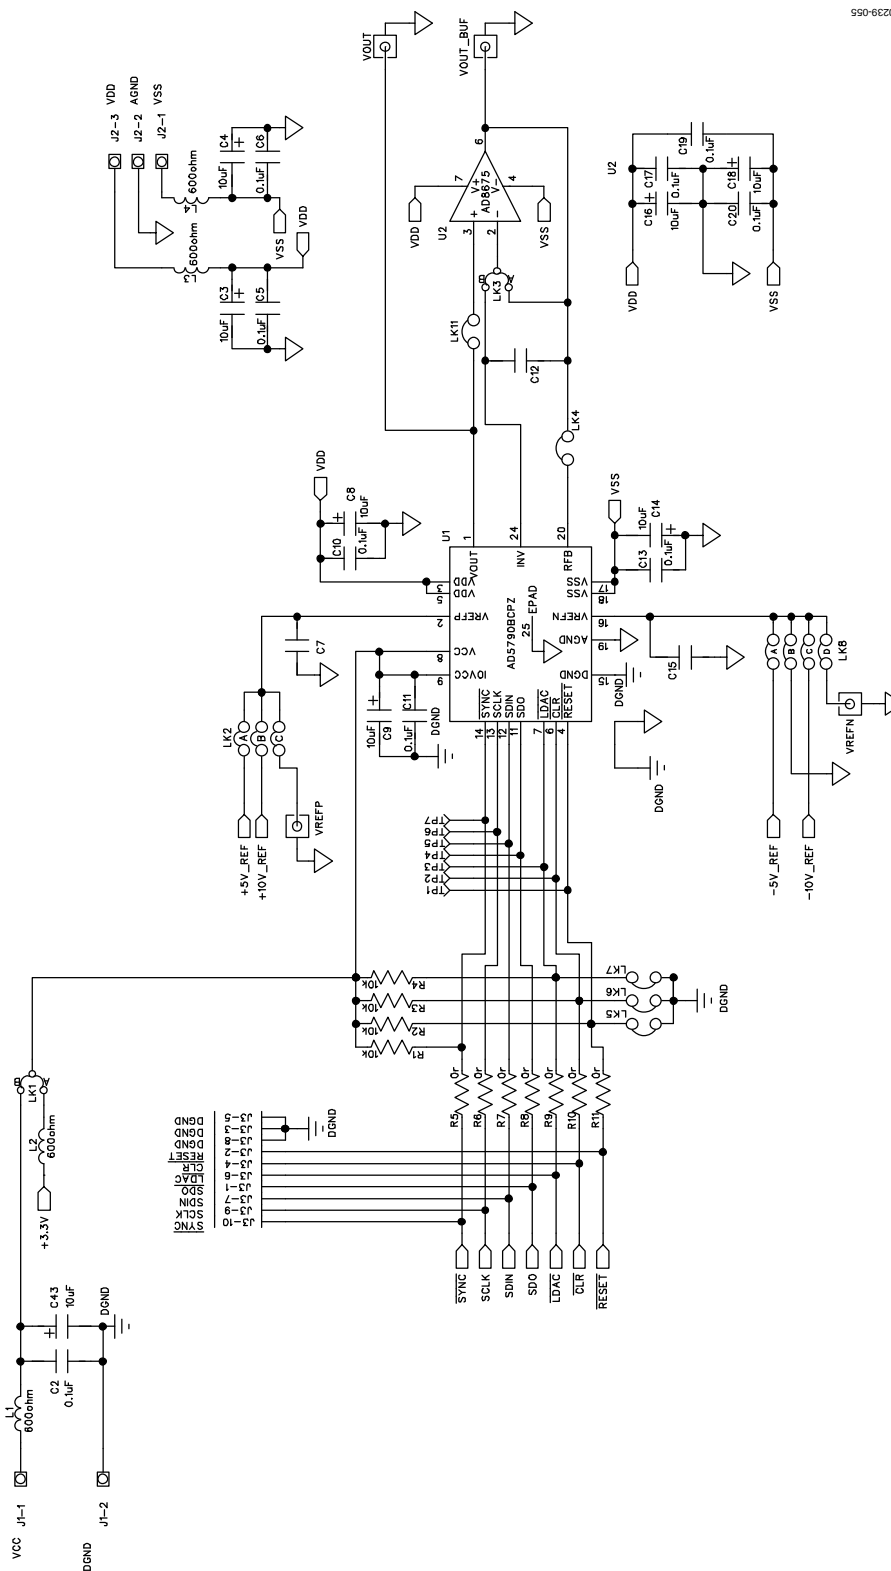 VCC J1-1
DGND J1-2
L1
600ohm
C2
0.1uF
C43
10uF
DGND
+3.3V
L2
600ohm
LK1
A
B
SYNC J3-10
SCLK J3-9
SDIN J3-7
SDO J3-1
LDAC J3-6
CLR J3-4
RESET J3-2
DGND J3-8
DGND J3-3
DGND J3-5
DGND
SYNC
SCLK
SDIN
SDO
LDAC
CLR
RESET
R5 0r
R6 0r
R7 0r
R8 0r
R9 0r
R10 0r
R11 0r
R1 10k
R2 10k
R3 10k
R4 10k
LK5
LK6
LK7
DGND
TP1
TP2
TP3
TP4
TP5
TP6
TP7
+5V_REF
+10V_REF
LK2
A
B
C
VREFP
C7
10uF
C9
0.1uF
C11
DGND
U1
AD5790BCPZ
25 EPAD
14 SYNC
13 SCLK
12 SDIN
11 SDO
7 LDAC
6 CLR
4 RESET
9 IOVCC
8 VCC
2 VREFP
5 VDD
3 VDD
1 VOUT
24 INV
20 RFB
15 DGND
19 AGND
16 VREFN
18 VSS
17 VSS
DGND
DGND
C15
-5V_REF
-10V_REF
LK8
A
B
C
D
VREFN
VDD
C10
0.1uF
C8
10uF
VSS
C13
0.1uF
C14
10uF
LK4
C12
LK11
LK3
A
B
U2
AD8675
3 +
2 -
7 V+
4 V-
6
VDD
VSS
VOUT
VOUT_BUF
J2-3 VDD
J2-2 AGND
J2-1 VSS
L3
600ohm
L4
600ohm
10uF
C3
0.1uF
C5
VDD
10uF
C4
0.1uF
C6
VSS
U2
VDD
VSS
C16
10uF
C17
0.1uF
C20
0.1uF
C18
10uF
C19
0.1uF
0239-055